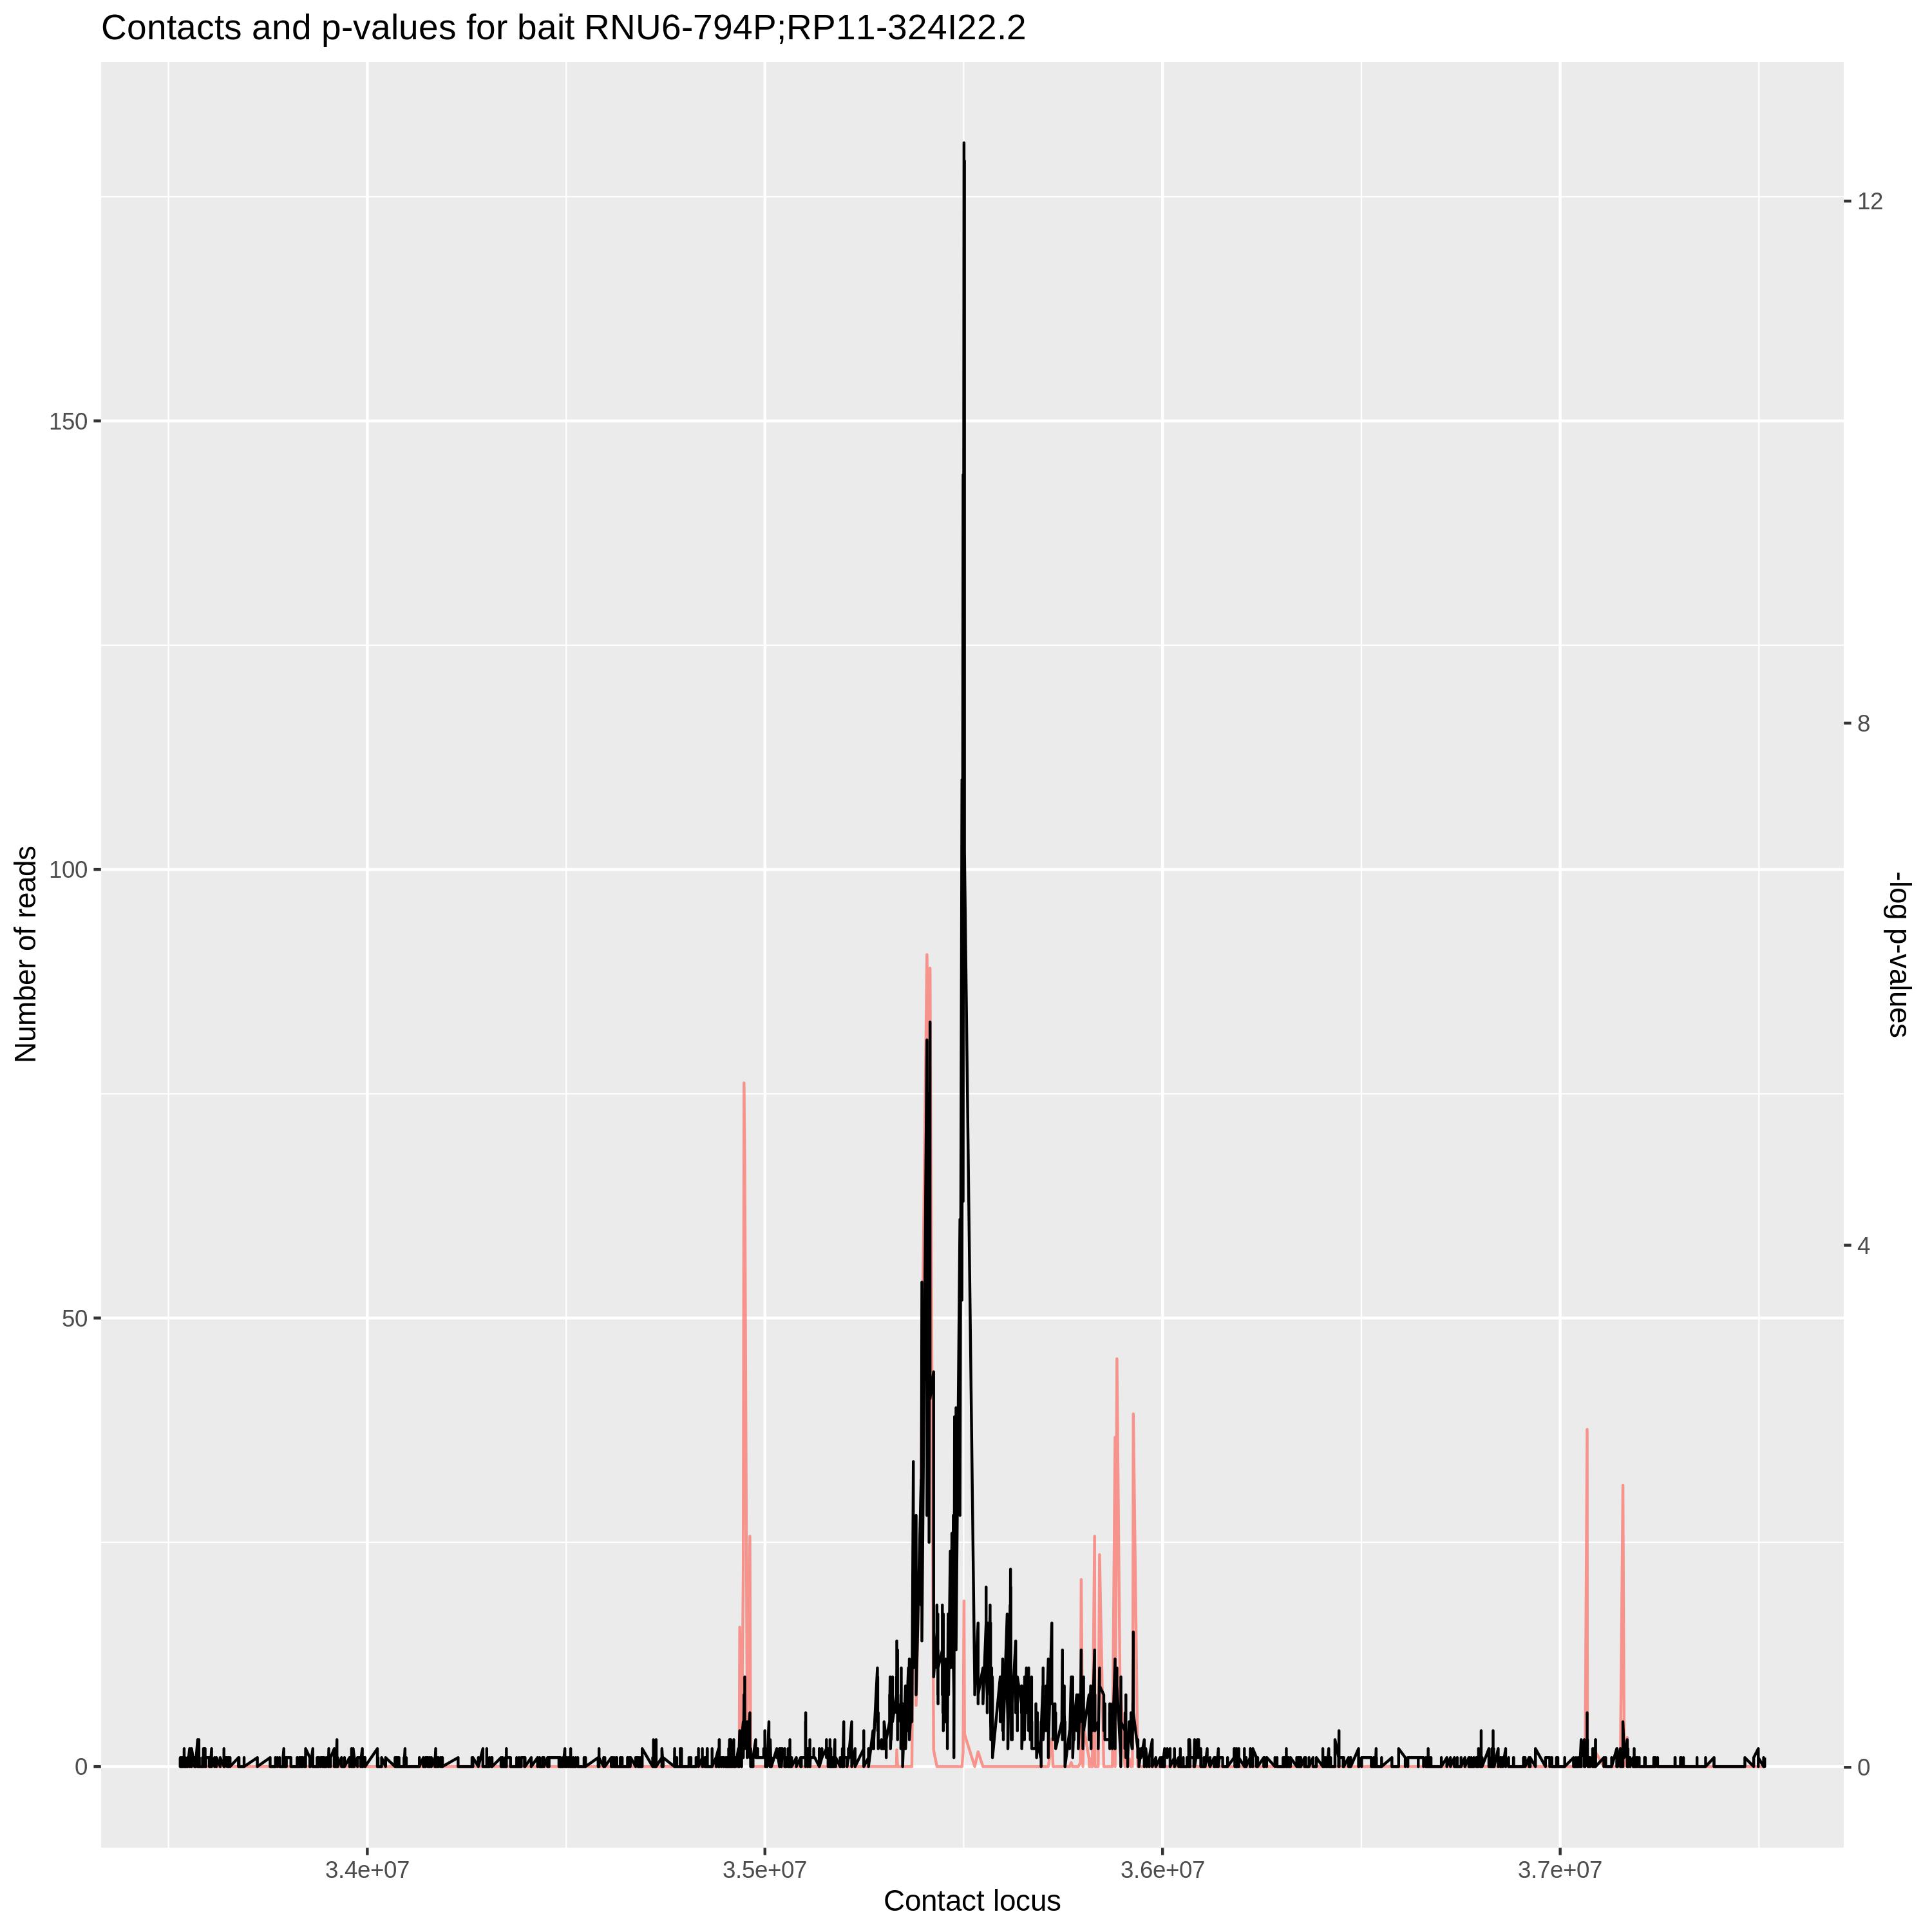 Contacts and p-values for bait RNU6-794P;RP11-324I22.2
Number of reads
150
100
50
0
12
8
4
0
-log p-values
3.4e+07
3.5e+07
3.6e+07
3.7e+07
Contact locus